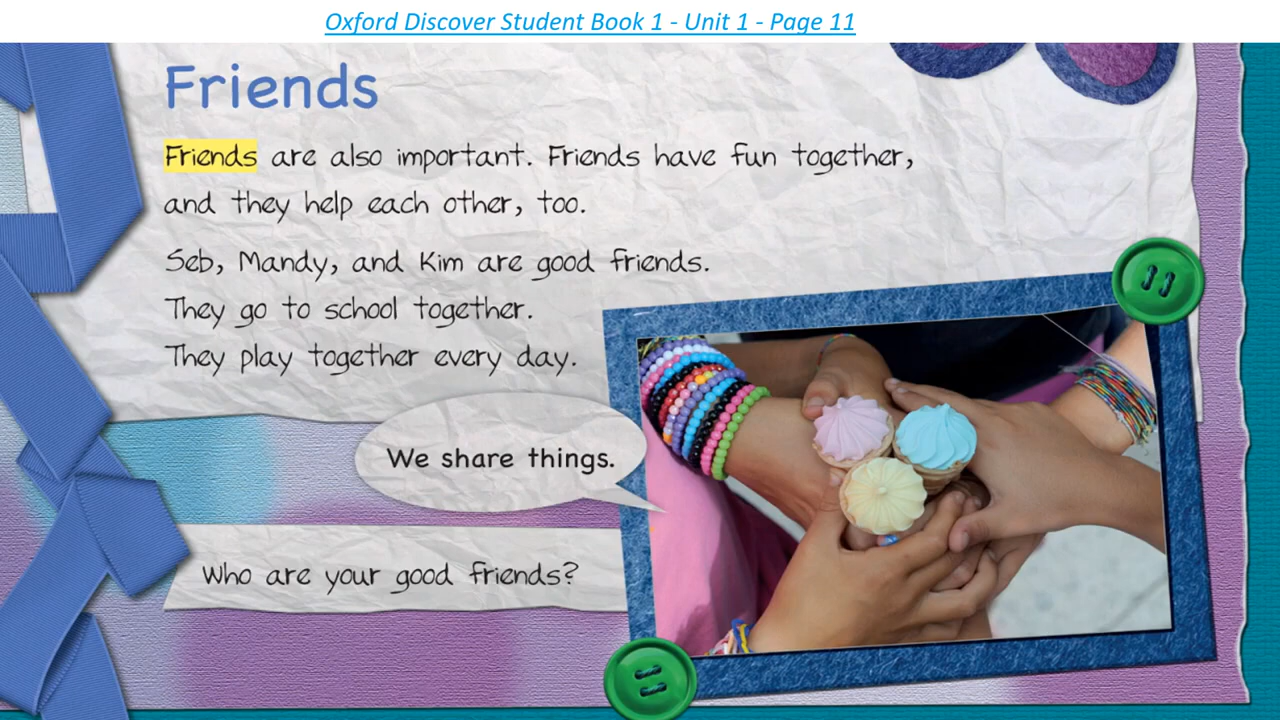 Oxford Discover Student Book 1 - Unit 1 - Page 11
Friends
Friends are also important. Friends have fun together,
and they help each other, too.
Seb, Mandy, and Kim are good friends.
They go to school together.
They play together every day.
We share things.
Who are your good friends?